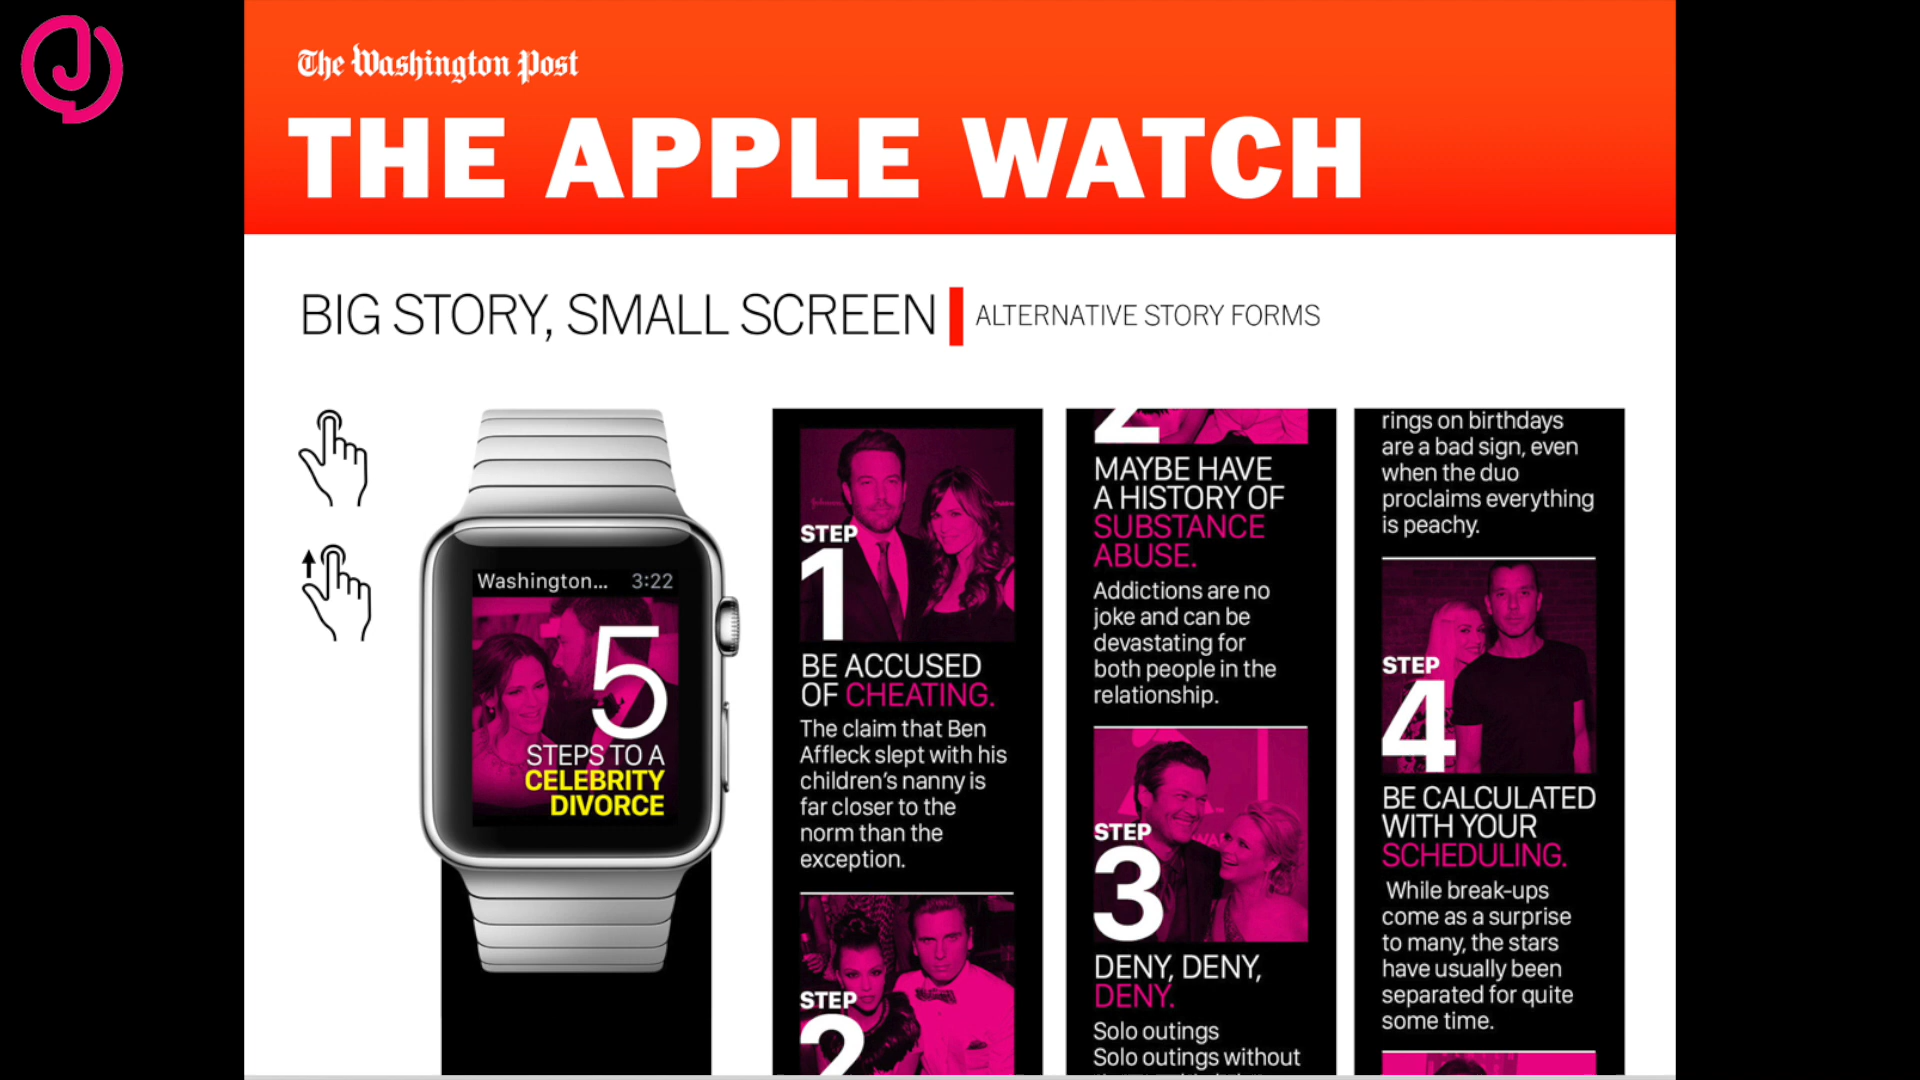 The Washington Post
THE APPLE WATCH
BIG STORY, SMALL SCREEN
ALTERNATIVE STORY FORMS
Washington... 3:22
5
STEPS TO A
CELEBRITY
DIVORCE
STEP
1
BE ACCUSED
OF CHEATING.
The claim that Ben
Affleck slept with his
children's nanny is
far closer to the
norm than the
exception.
STEP
2
2
MAYBE HAVE
A HISTORY OF
SUBSTANCE
ABUSE.
Addictions are no
joke and can be
devastating for
both people in the
relationship.
STEP
3
DENY, DENY,
DENY.
Solo outings
Solo outings without
rings on birthdays
are a bad sign, even
when the duo
proclaims everything
is peachy.
STEP
4
BE CALCULATED
WITH YOUR
SCHEDULING.
While break-ups
come as a surprise
to many, the stars
have usually been
separated for quite
some time.